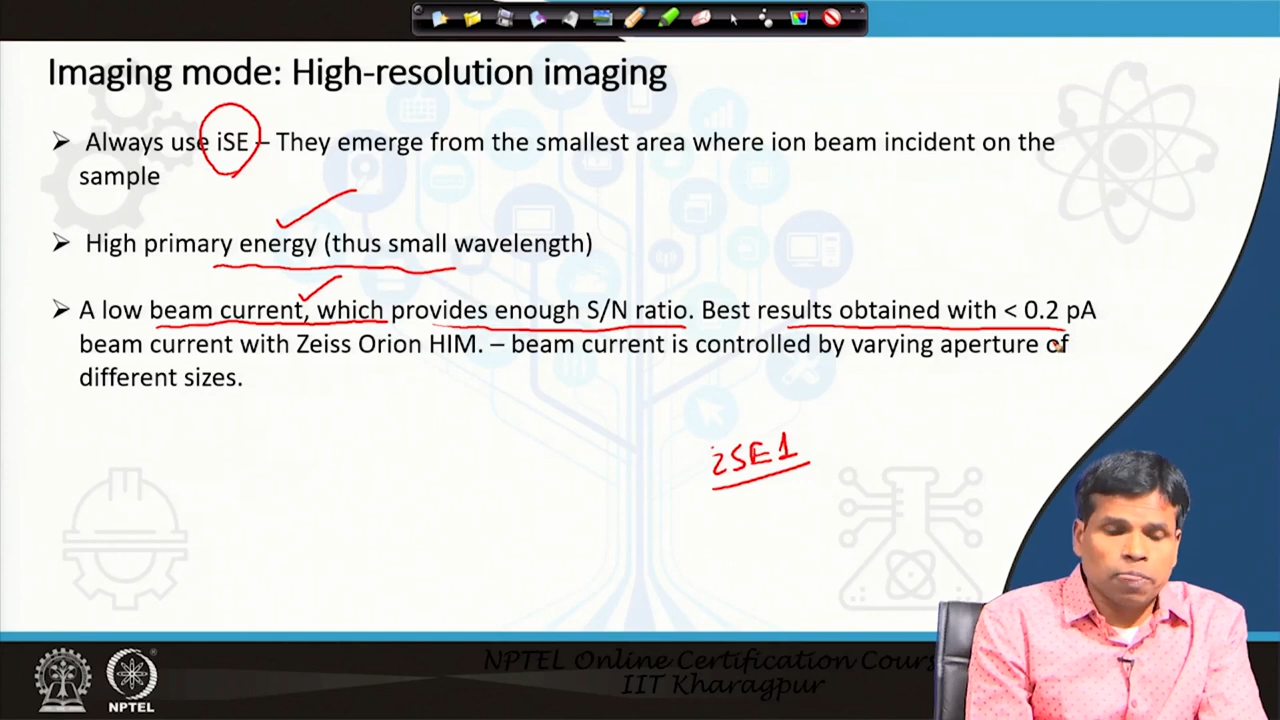 Imaging mode: High-resolution imaging
➢ Always use iSE – They emerge from the smallest area where ion beam incident on the
sample
➢ High primary energy (thus small wavelength)
➢ A low beam current, which provides enough S/N ratio. Best results obtained with < 0.2 pA
beam current with Zeiss Orion HIM. – beam current is controlled by varying aperture of
different sizes.
iSE1
NPTEL Online Certification Cours
IIT Kharagpur
NPTEL